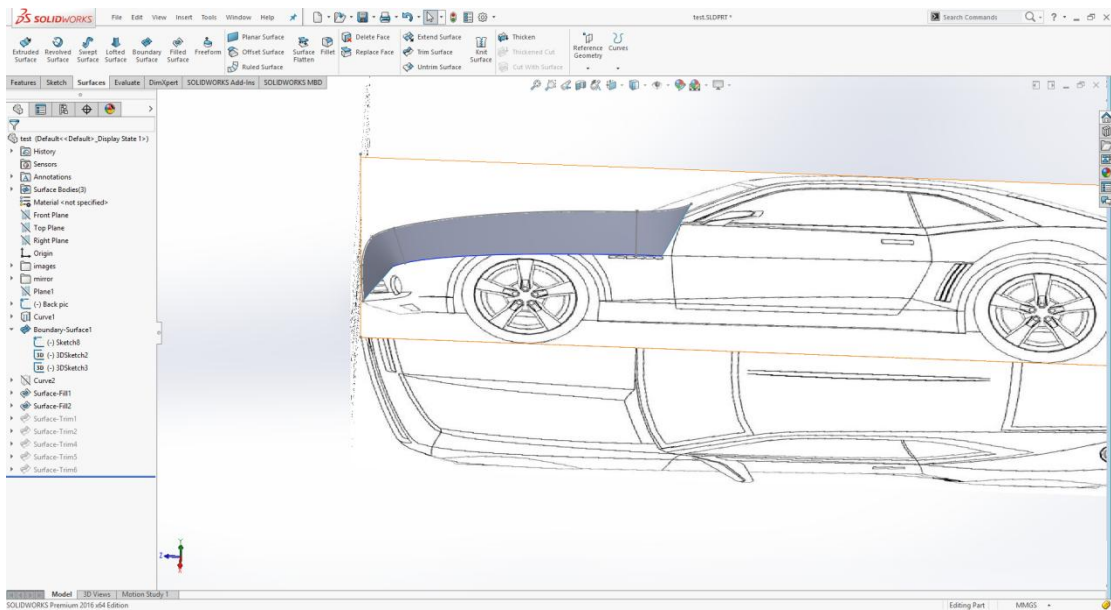 SOLIDWORKS File Edit View Insert Tools Window Help test.SLDPRT * Search Commands
Extruded Surface
Revolved Surface
Swept Surface
Lofted Surface
Boundary Surface
Filled Surface
Freeform
Planar Surface
Offset Surface
Ruled Surface
Surface Flatten
Fillet
Delete Face
Replace Face
Extend Surface
Trim Surface
Untrim Surface
Knit Surface
Thicken
Thickened Cut
Cut With Surface
Reference Geometry
Curves
Features Sketch Surfaces Evaluate DimXpert SOLIDWORKS Add-Ins SOLIDWORKS MBD
test (Default<<Default>_Display State 1>)
History
Sensors
Annotations
Surface Bodies(3)
Material <not specified>
Front Plane
Top Plane
Right Plane
Origin
images
mirror
Plane1
(-) Back pic
Curve1
Boundary-Surface1
(-) Sketch8
3D (-) 3DSketch2
3D (-) 3DSketch3
Curve2
Surface-Fill1
Surface-Fill2
Surface-Trim1
Surface-Trim2
Surface-Trim4
Surface-Trim5
Surface-Trim6
Y
Z
Model 3D Views Motion Study 1
SOLIDWORKS Premium 2016 x64 Edition Editing Part MMGS